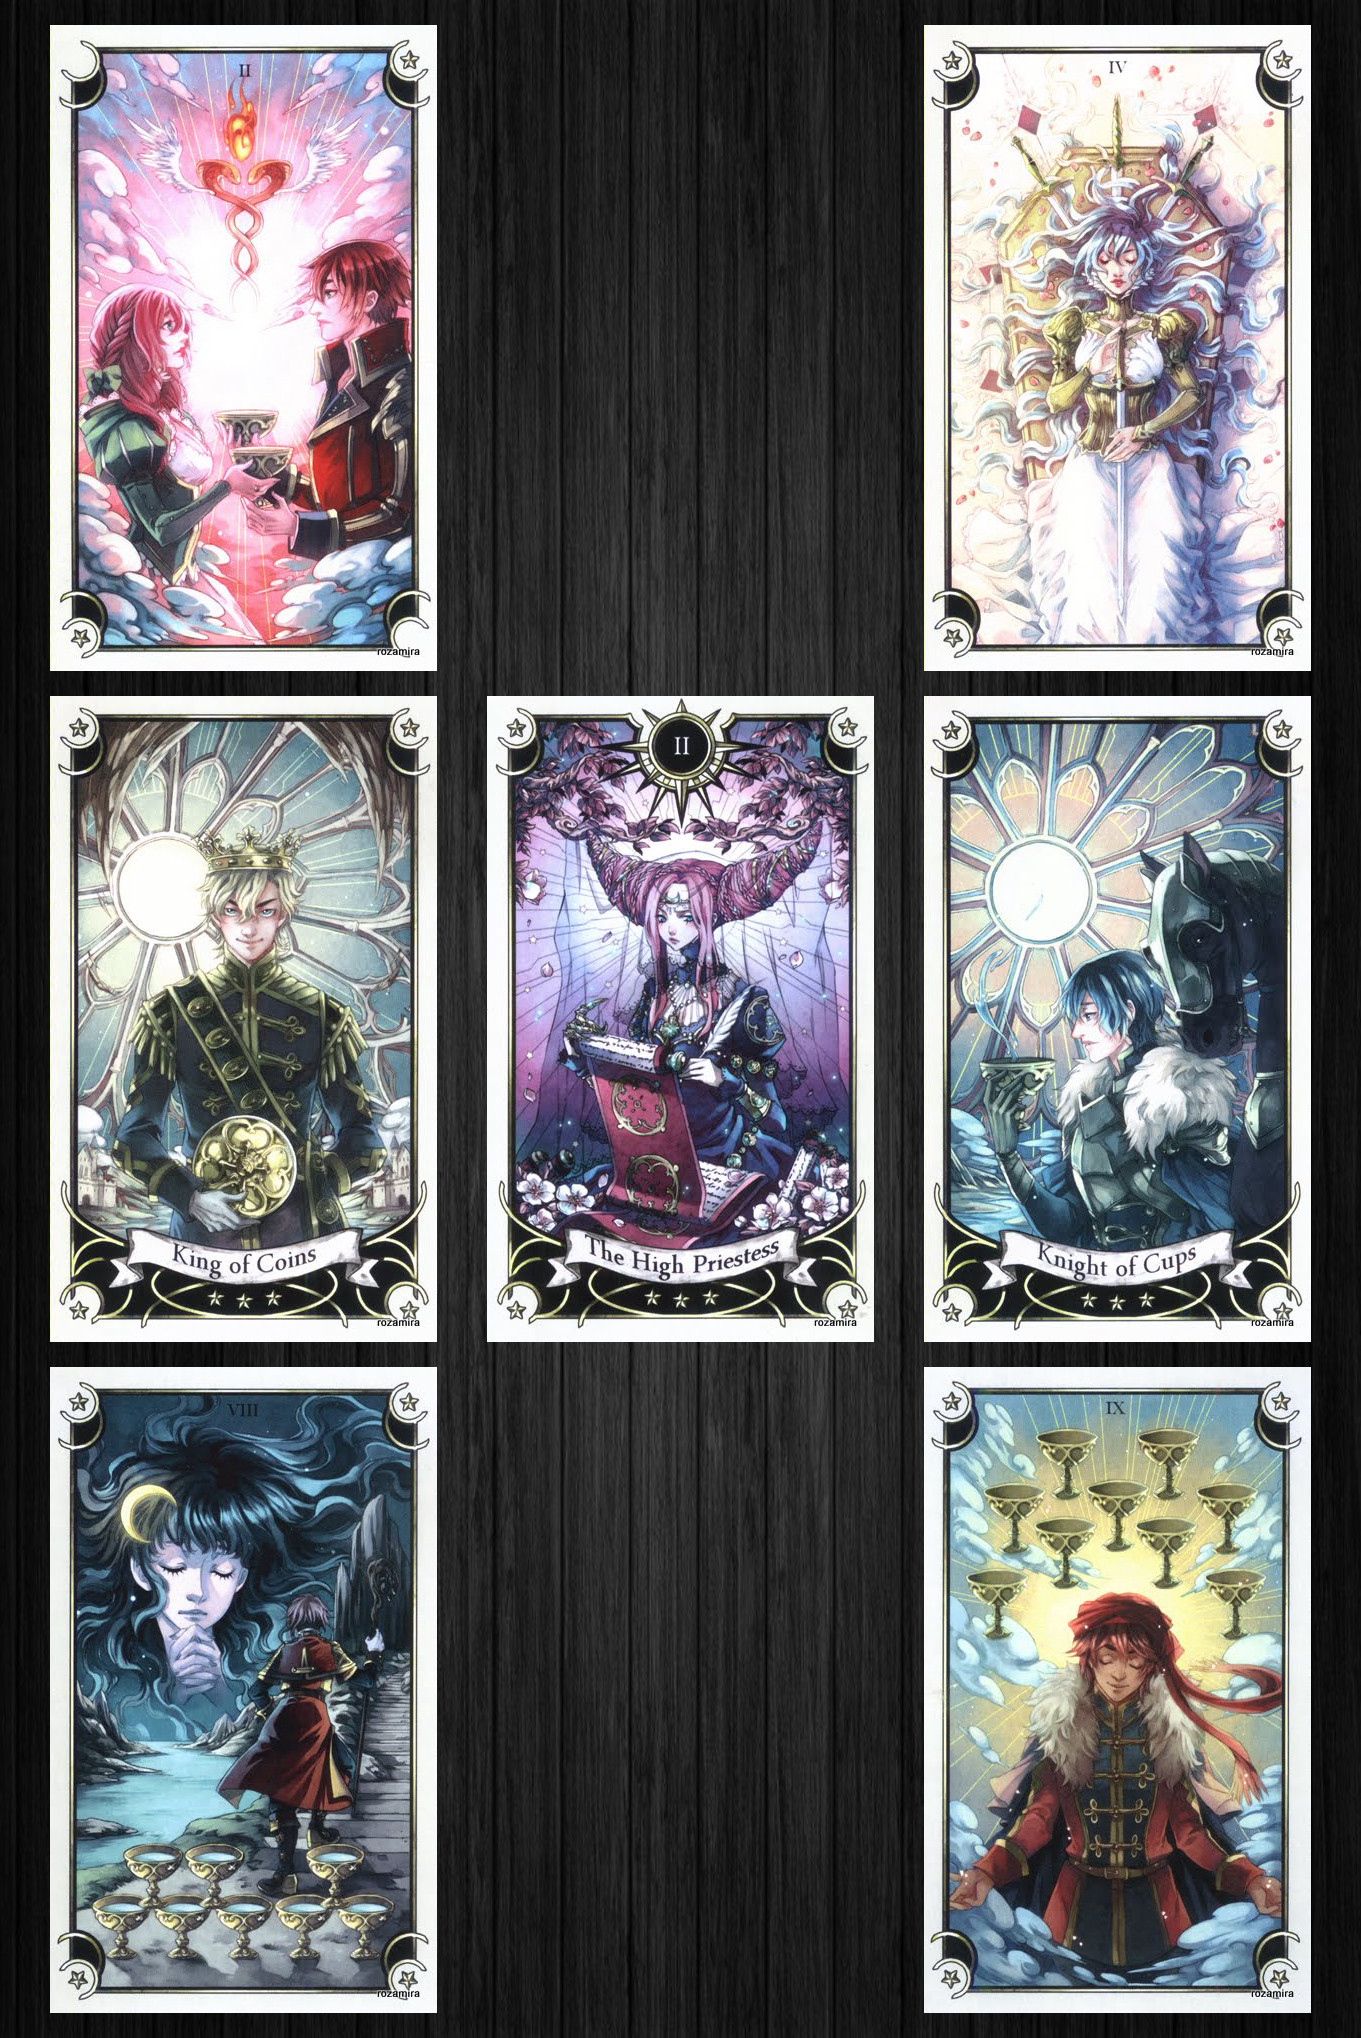 II
rozamira
IV
rozamira
King of Coins
rozamira
II
The High Priestess
rozamira
Knight of Cups
rozamira
VIII
rozamira
IX
rozamira